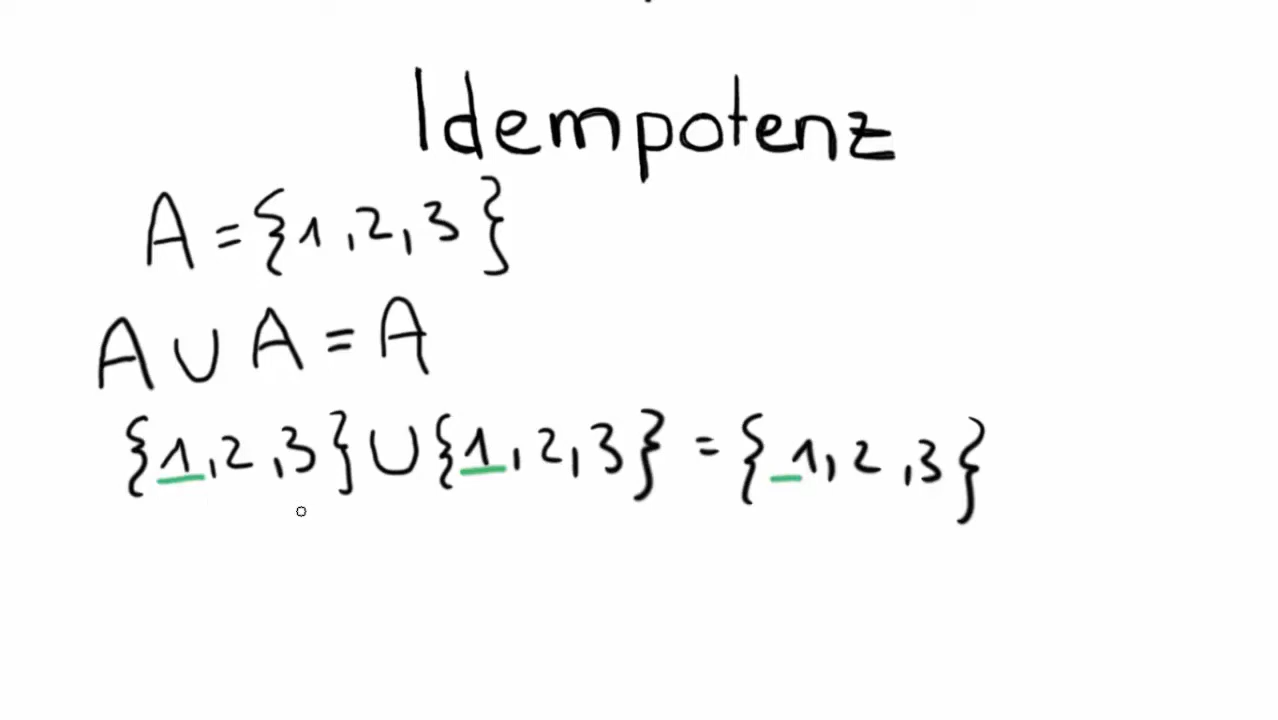 Idempotenz
A = {1,2,3}
A ∪ A = A
{1,2,3} ∪ {1,2,3} = {1,2,3}